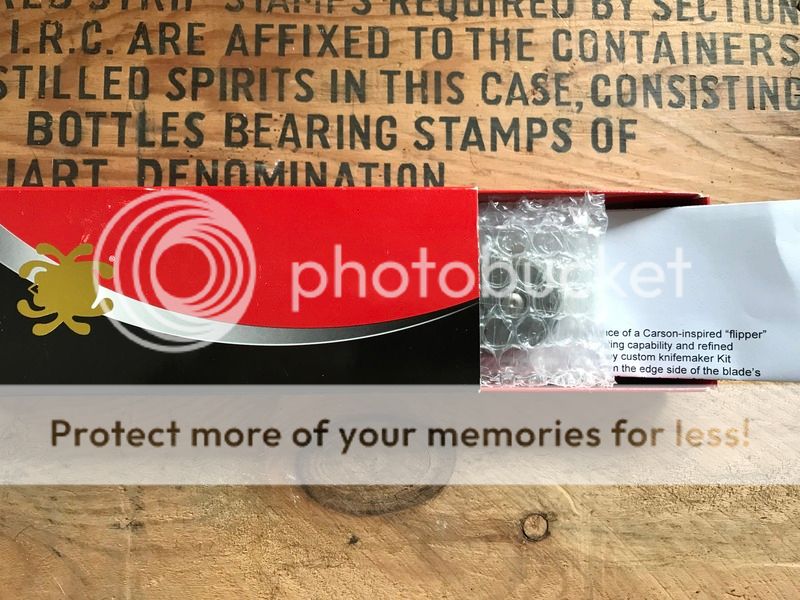 STRIP STAMPS REQUIRED BY SECTION
I.R.C. ARE AFFIXED TO THE CONTAINERS
STILLED SPIRITS IN THIS CASE, CONSISTING
BOTTLES BEARING STAMPS OF
UART DENOMINATION
photobucket
nce of a Carson-inspired "flipper"
ing capability and refined
by custom knifemaker Kit
m the edge side of the blade's
Protect more of your memories for less!